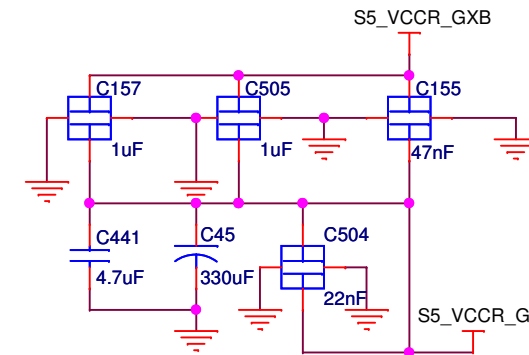 S5_VCCR_GXB
C157
C505
C155
1uF
1uF
47nF
C441
C45
C504
4.7uF
330uF
22nF
S5_VCCR_G